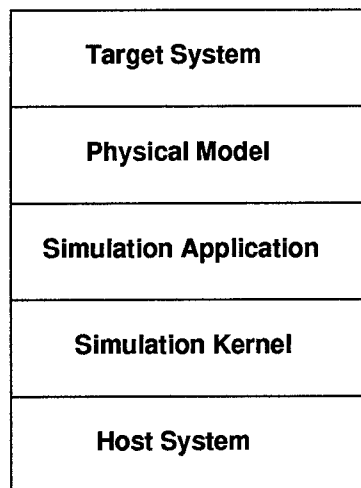 Target System
Physical Model
Simulation Application
Simulation Kernel
Host System